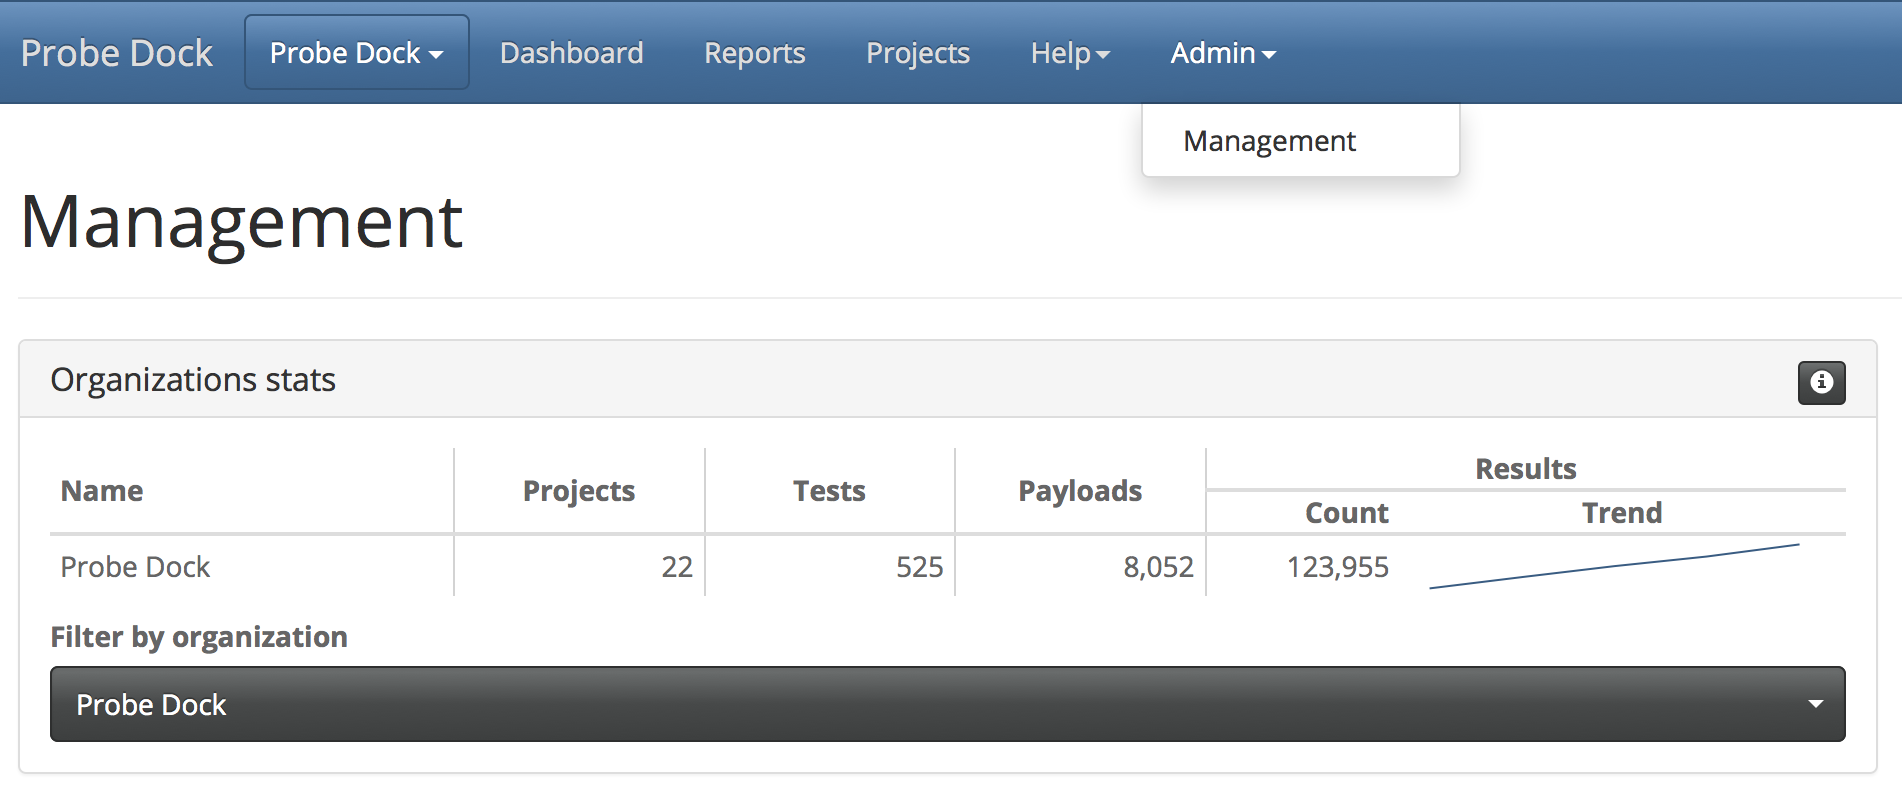 Probe Dock Probe Dock Dashboard Reports Projects Help Admin
Management
Management
Organizations stats
Name Projects Tests Payloads Results
Count Trend
Probe Dock 22 525 8,052 123,955
Filter by organization
Probe Dock